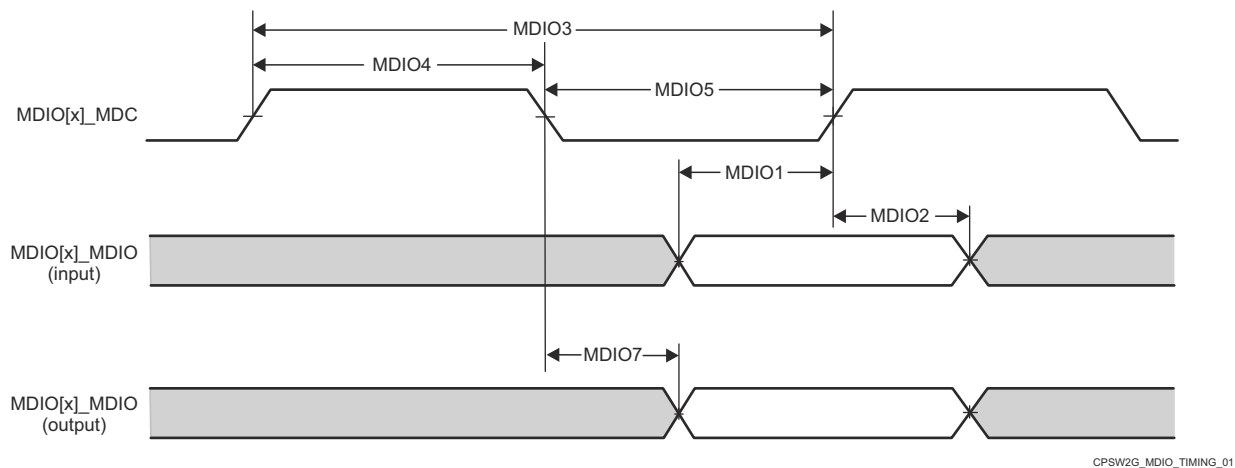 MDIO3
MDIO4
MDIO5
MDIO[x]_MDC
MDIO1
MDIO2
MDIO[x]_MDIO
(input)
MDIO7
MDIO[x]_MDIO
(output)
CPSW2G_MDIO_TIMING_01